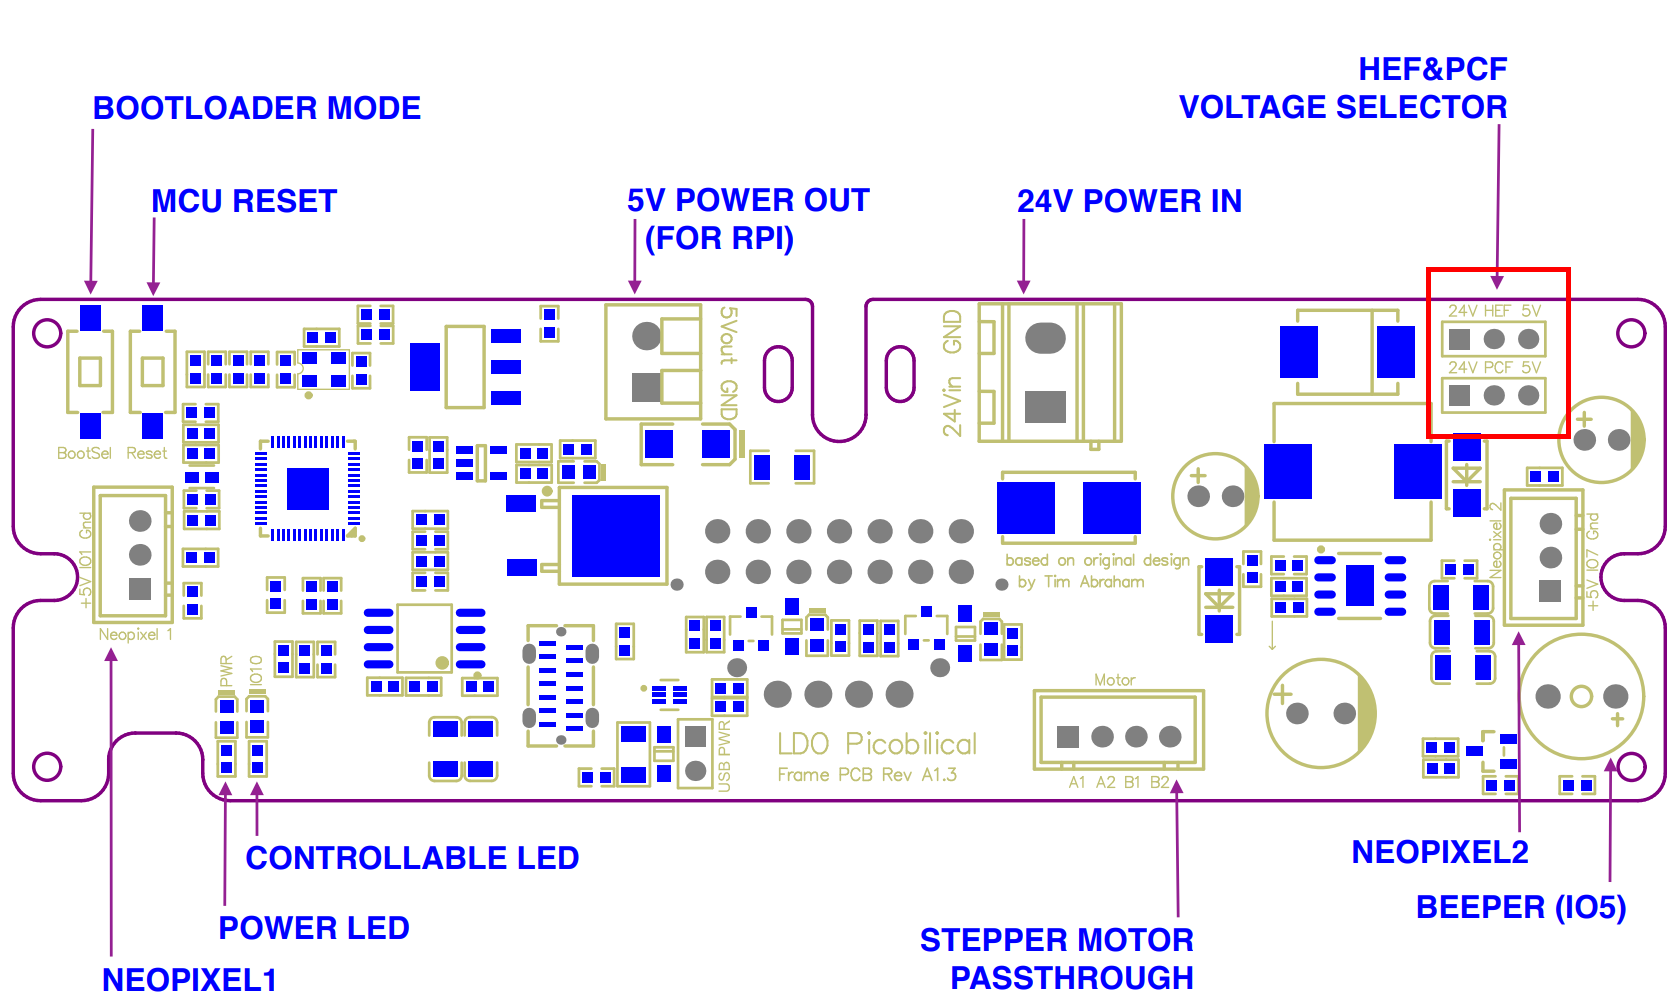 HEF&PCF
VOLTAGE SELECTOR
BOOTLOADER MODE
MCU RESET
5V POWER OUT
(FOR RPI)
24V POWER IN
24V HEF 5V
24V PCF 5V
5Vout GND
24Vin GND
BootSel Reset
+5V IO1 Gnd
Neopixel 1
Neopixel 2
+5V IO7 Gnd
based on original design
by Tim Abraham
PWR
IO10
Motor
A1 A2 B1 B2
USB PWR
LDO Picobilical
Frame PCB Rev A1.3
CONTROLLABLE LED
POWER LED
NEOPIXEL1
NEOPIXEL2
BEEPER (IO5)
STEPPER MOTOR
PASSTHROUGH